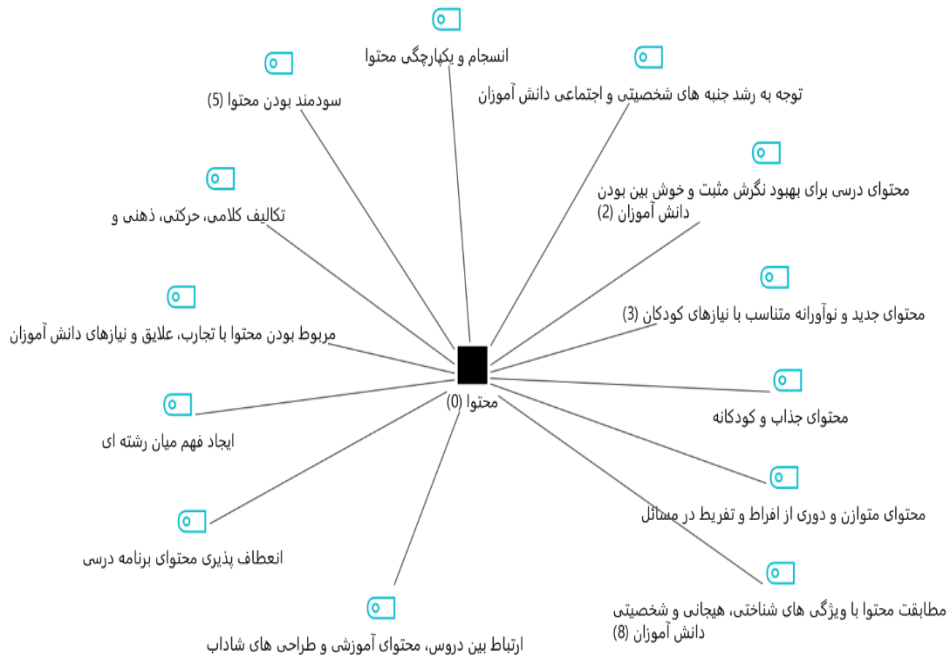 انسجام و یکپارچگی محتوا
توجه به رشد جنبه های شخصیتی و اجتماعی دانش آموزان
سودمند بودن محتوا (5)
محتوای درسی برای بهبود نگرش مثبت و خوش بین بودن
دانش آموزان (2)
تکالیف کلامی، حرکتی، ذهنی و
محتوای جدید و نوآورانه متناسب با نیازهای کودکان (3)
مربوط بودن محتوا با تجارب، علایق و نیازهای دانش آموزان
محتوا (0)
محتوای جذاب و کودکانه
ایجاد فهم میان رشته ای
محتوای متوازن و دوری از افراط و تفریط در مسائل
انعطاف پذیری محتوای برنامه درسی
مطابقت محتوا با ویژگی های شناختی، هیجانی و شخصیتی
دانش آموزان (8)
ارتباط بین دروس، محتوای آموزشی و طراحی های شاداب